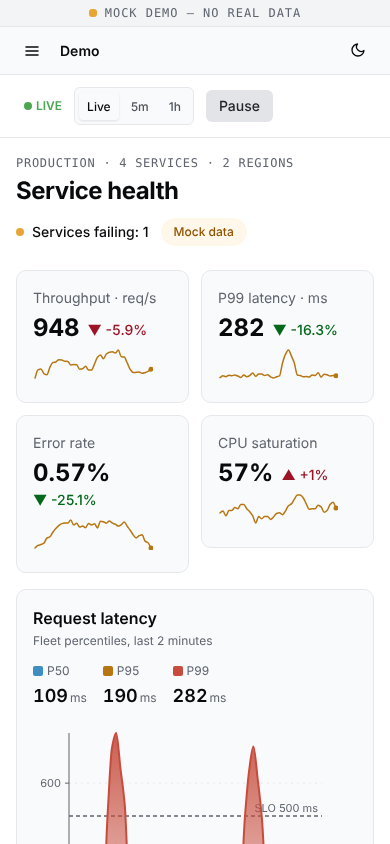 MOCK DEMO — NO REAL DATA
Demo
LIVE
Live 5m 1h
Pause
PRODUCTION · 4 SERVICES · 2 REGIONS
Service health
Services failing: 1
Mock data
Throughput · req/s
948 ▼ -5.9%
P99 latency · ms
282 ▼ -16.3%
Error rate
0.57%
▼ -25.1%
CPU saturation
57% ▲ +1%
Request latency
Fleet percentiles, last 2 minutes
P50 P95 P99
109 ms 190 ms 282 ms
600
SLO 500 ms